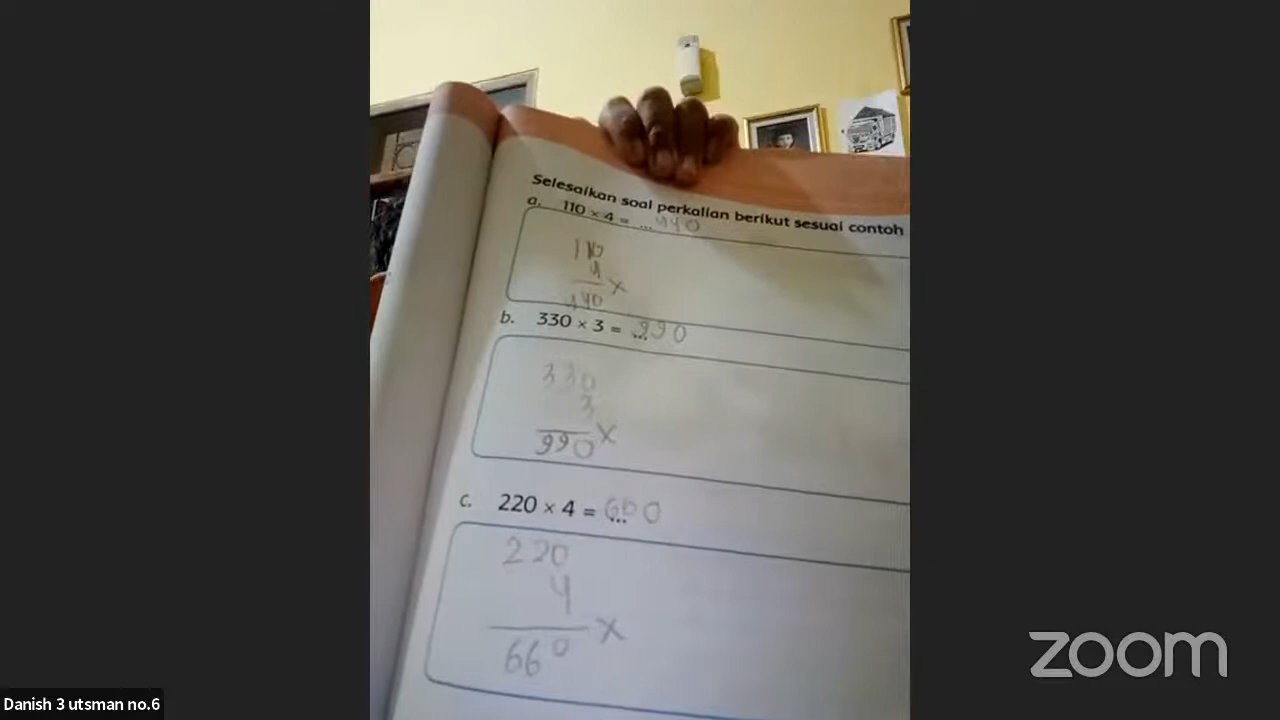 Selesaikan soal perkalian berikut sesuai contoh
a. 110 × 4 = ... 440
110
4
x
440
b. 330 × 3 = ... 990
330
3
x
990
c. 220 × 4 = ... 660
220
4
x
660
zoom
Danish 3 utsman no.6